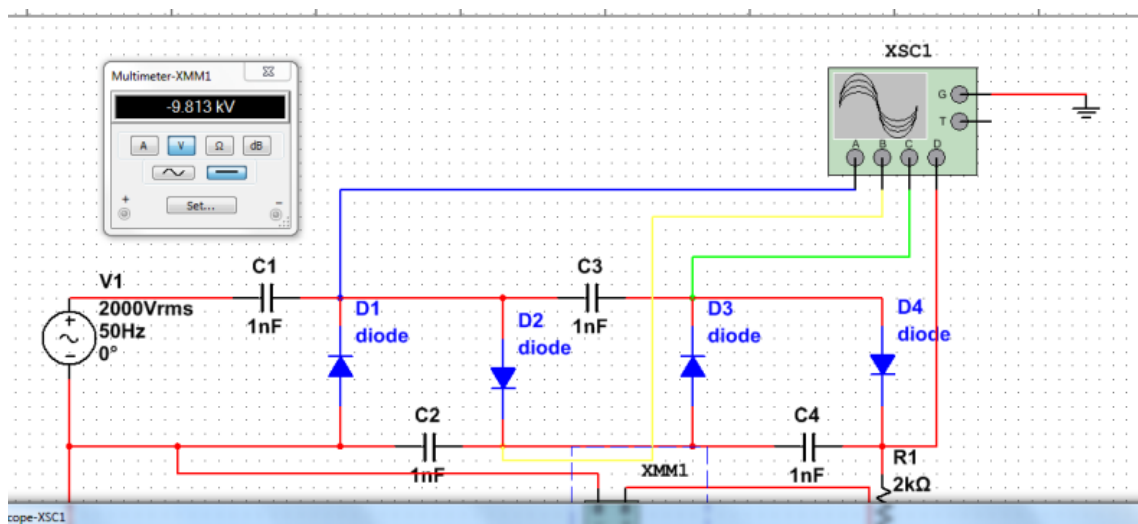 XSC1
Multimeter-XMM1
-9.813 kV
A V Ω dB
Set...
+ -
G
T
A B C D
V1
2000Vrms
50Hz
0°
C1
1nF
C3
1nF
D1
diode
D2
diode
D3
diode
D4
diode
C2
1nF
C4
1nF
XMM1
R1
2kΩ
cope-XSC1